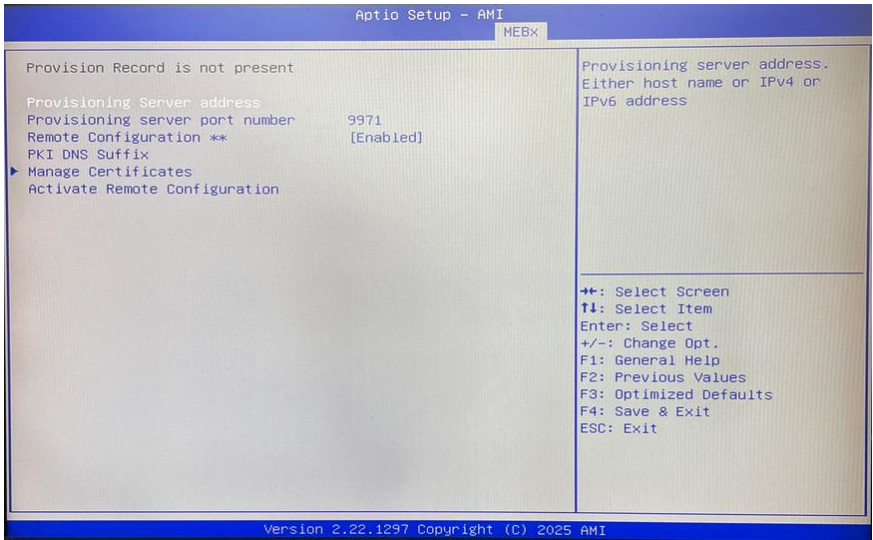 Aptio Setup – AMI
MEBx
Provision Record is not present
Provisioning Server address
Provisioning server port number 9971
Remote Configuration ** [Enabled]
PKI DNS Suffix
Manage Certificates
Activate Remote Configuration
Provisioning server address.
Either host name or IPv4 or
IPv6 address
→←: Select Screen
↑↓: Select Item
Enter: Select
+/-: Change Opt.
F1: General Help
F2: Previous Values
F3: Optimized Defaults
F4: Save & Exit
ESC: Exit
Version 2.22.1297 Copyright (C) 2025 AMI